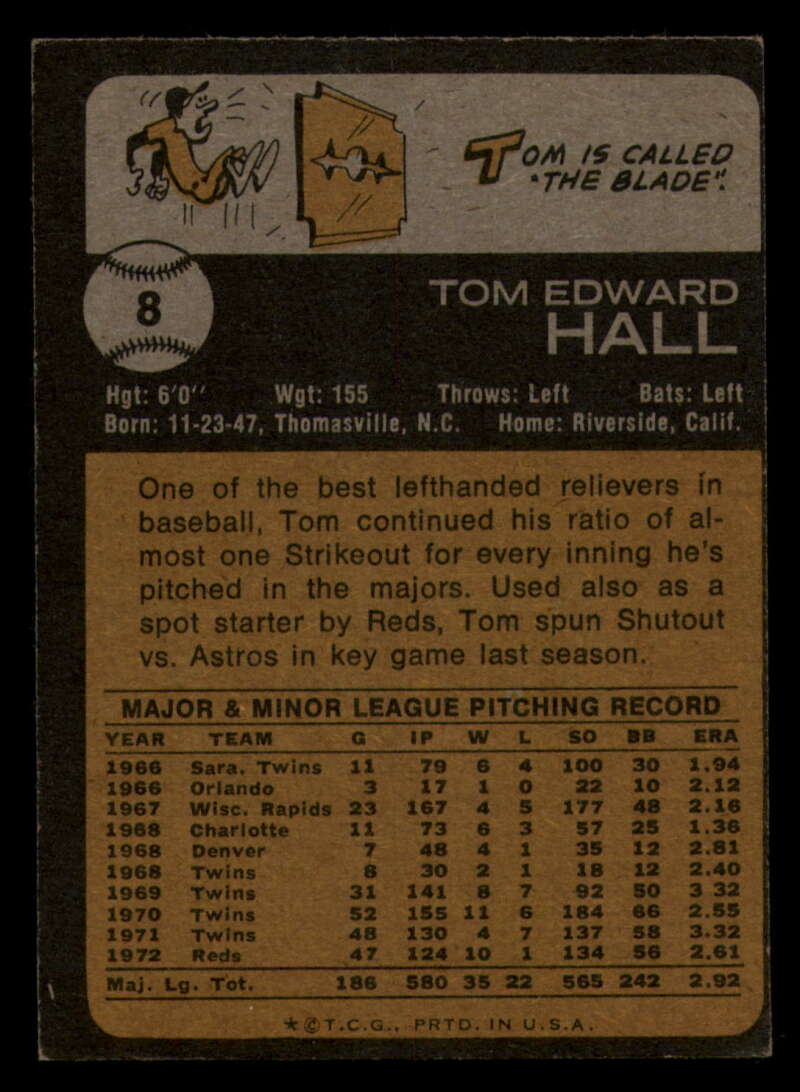 TOM IS CALLED
"THE BLADE".
8
TOM EDWARD
HALL
Hgt: 6'0" Wgt: 155 Throws: Left Bats: Left
Born: 11-23-47, Thomasville, N.C. Home: Riverside, Calif.
One of the best lefthanded relievers in
baseball, Tom continued his ratio of al-
most one Strikeout for every inning he's
pitched in the majors. Used also as a
spot starter by Reds, Tom spun Shutout
vs. Astros in key game last season.
MAJOR & MINOR LEAGUE PITCHING RECORD
YEAR TEAM G IP W L SO BB ERA
1966 Sara. Twins 11 79 6 4 100 30 1.94
1966 Orlando 3 17 1 0 22 10 2.12
1967 Wisc. Rapids 23 167 4 5 177 48 2.16
1968 Charlotte 11 73 6 3 57 25 1.36
1968 Denver 7 48 4 1 35 12 2.81
1968 Twins 8 30 2 1 18 12 2.40
1969 Twins 31 141 8 7 92 50 3 32
1970 Twins 52 155 11 6 184 66 2.55
1971 Twins 48 130 4 7 137 58 3.32
1972 Reds 47 124 10 1 134 56 2.61
Maj. Lg. Tot. 186 580 35 22 565 242 2.92
★©T.C.G., PRTD. IN U.S.A.